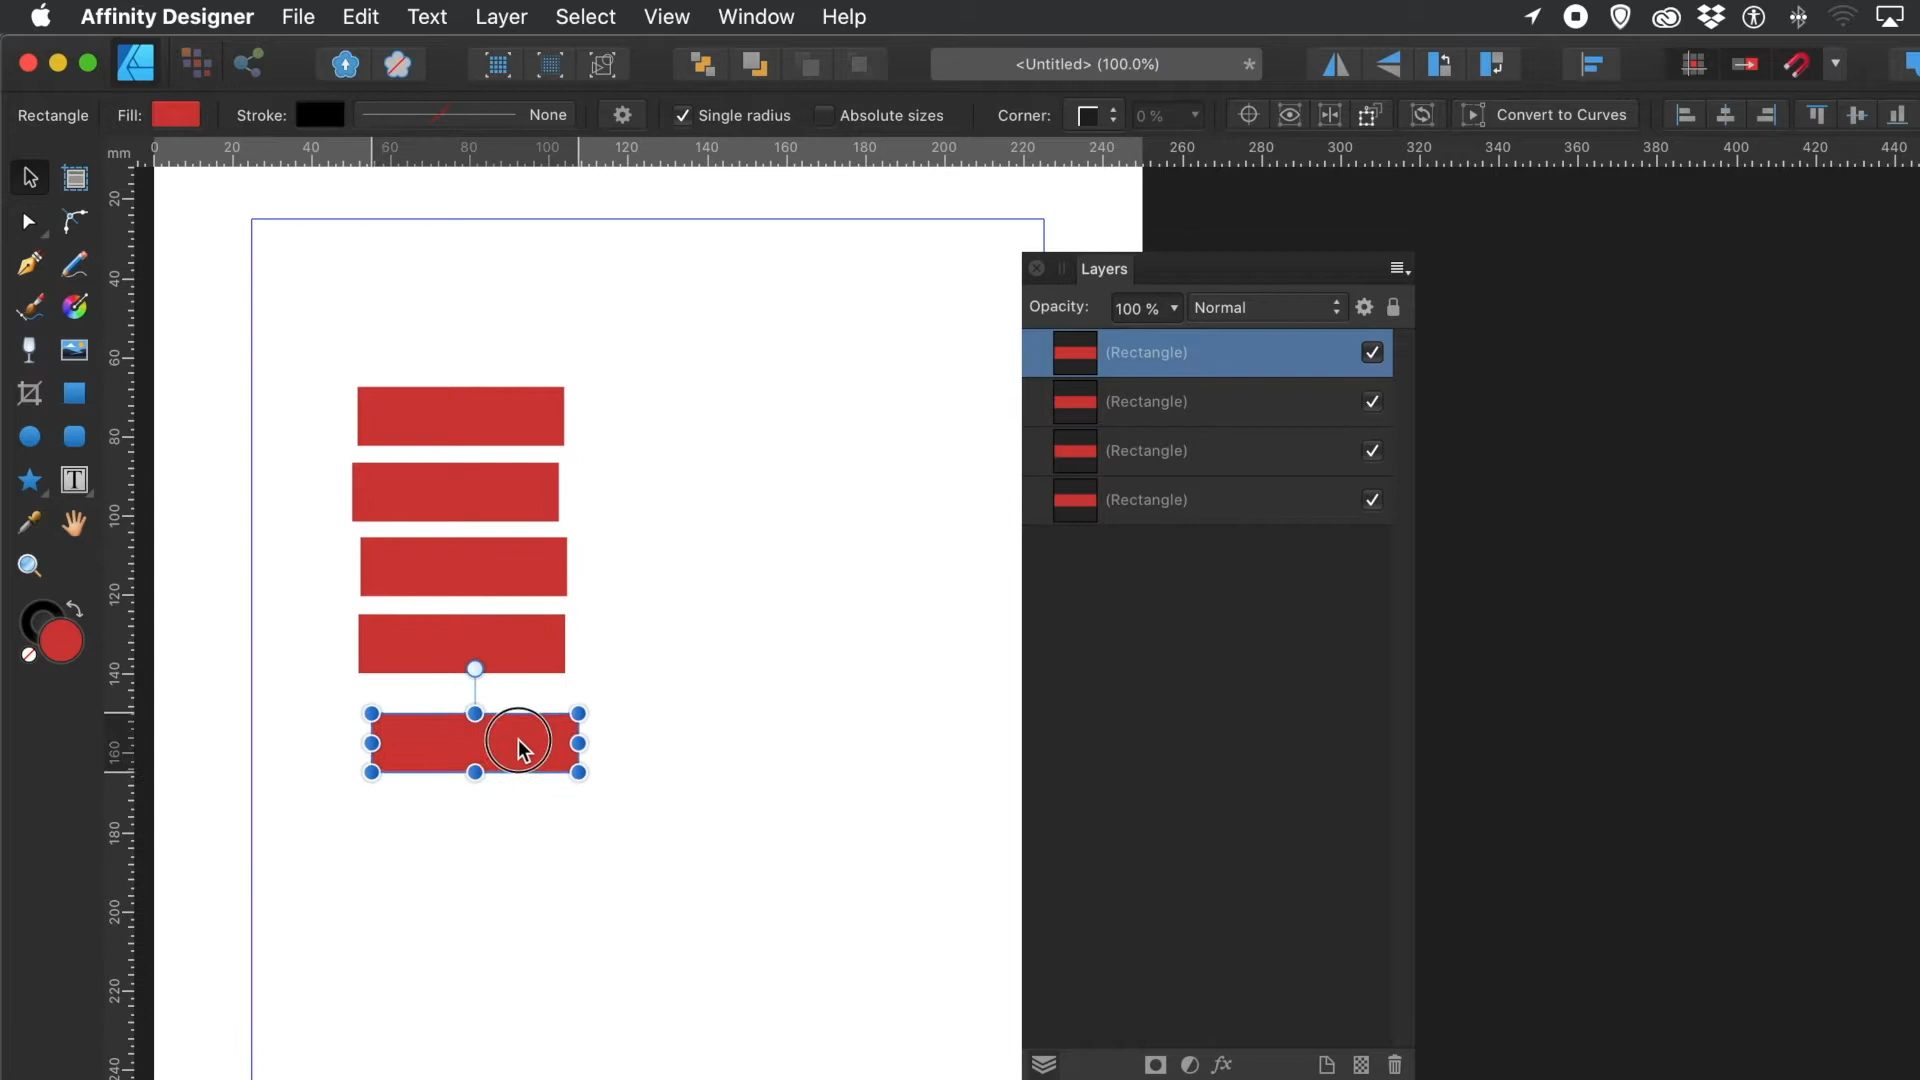 Affinity Designer File Edit Text Layer Select View Window Help
<Untitled> (100.0%) *
Rectangle Fill: Stroke: None Single radius Absolute sizes Corner: 0 % Convert to Curves
mm 0 20 40 60 80 100 120 140 160 180 200 220 240 260 280 300 320 340 360 380 400 420 440
20
40
60
80
100
120
140
160
180
200
220
240
Layers
Opacity: 100 % Normal
(Rectangle)
(Rectangle)
(Rectangle)
(Rectangle)
T
fx